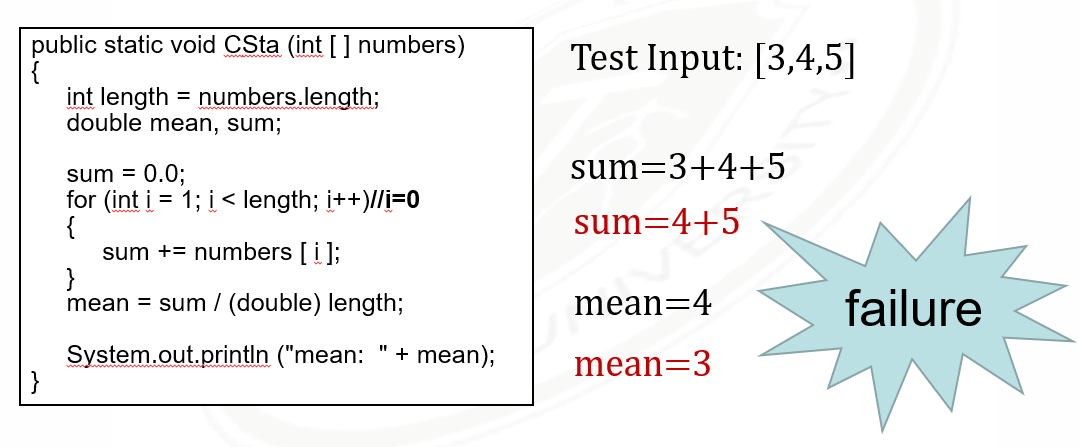 public static void CSta (int [ ] numbers)
{
int length = numbers.length;
double mean, sum;
sum = 0.0;
for (int i = 1; i < length; i++)//i=0
{
sum += numbers [ i ];
}
mean = sum / (double) length;
System.out.println ("mean:  " + mean);
}
Test Input: [3,4,5]
sum=3+4+5
sum=4+5
mean=4
mean=3
failure